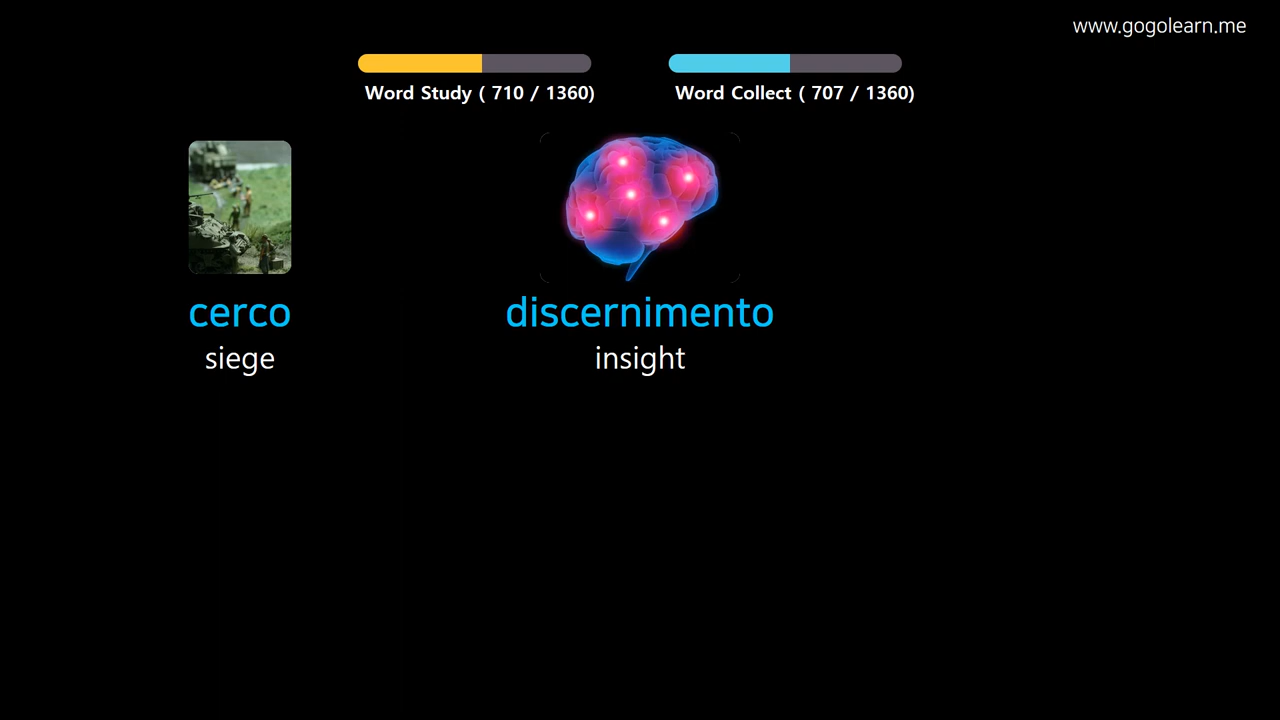 www.gogolearn.me
Word Study ( 710 / 1360)
Word Collect ( 707 / 1360)
cerco
siege
discernimento
insight